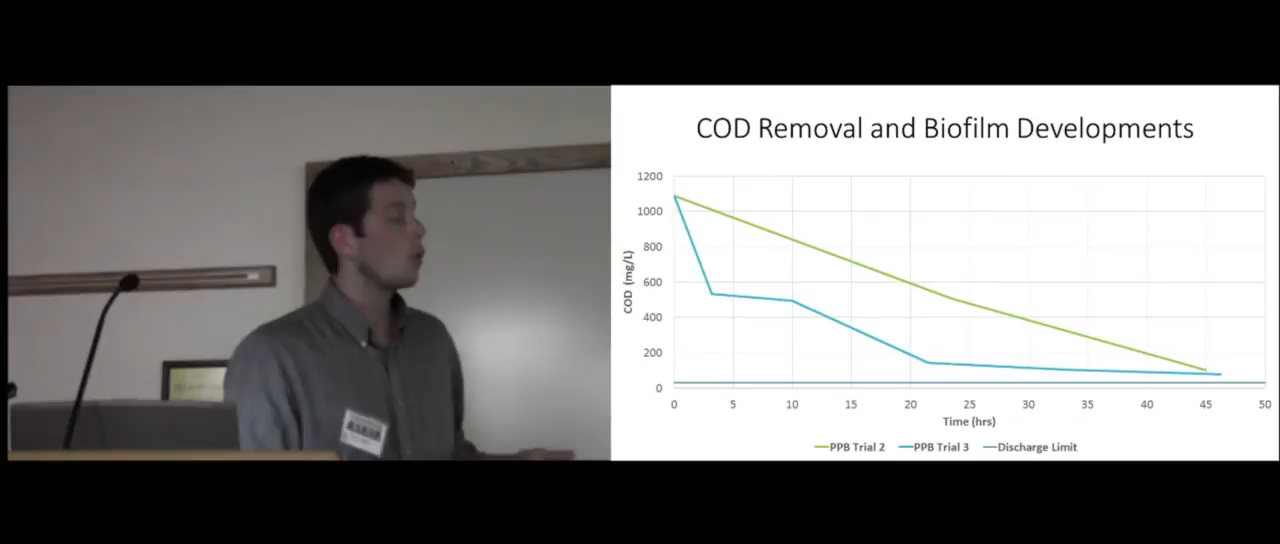 COD Removal and Biofilm Developments
1200
1000
800
600
400
200
0
COD (mg/L)
0 5 10 15 20 25 30 35 40 45 50
Time (hrs)
PPB Trial 2 PPB Trial 3 Discharge Limit